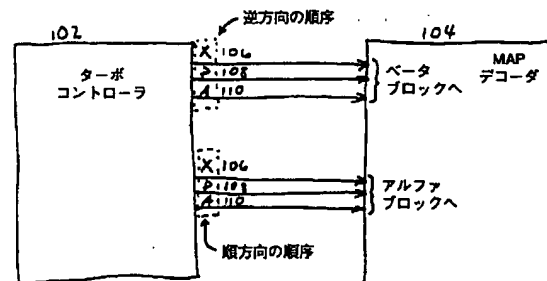 逆方向の順序
102
104
X 106
P 108
A 110
ターボ
コントローラ
ベータ
ブロックへ
MAP
デコーダ
X 106
P 108
A 110
アルファ
ブロックへ
順方向の順序